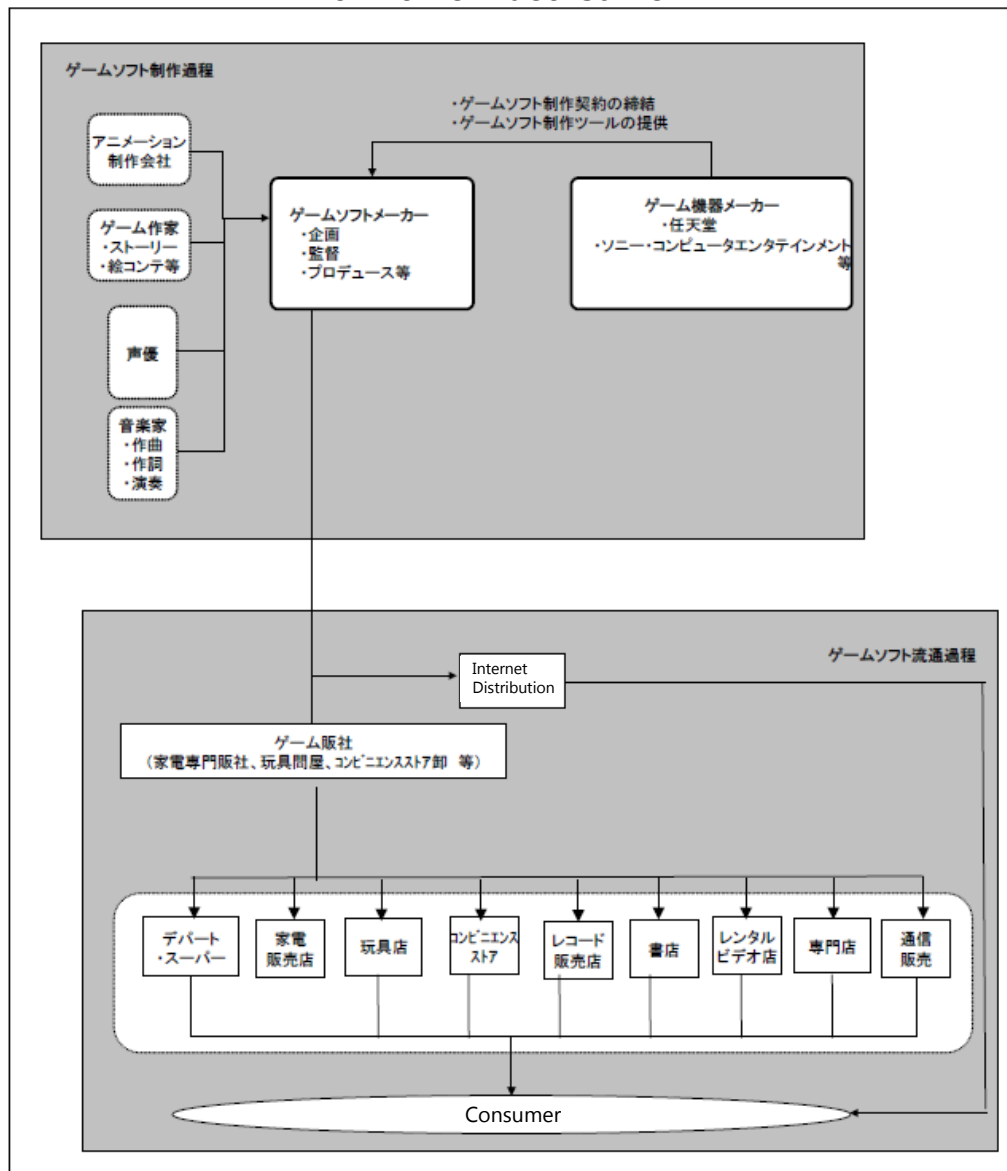 ゲームソフト制作過程
・ゲームソフト制作契約の締結
・ゲームソフト制作ツールの提供
アニメーション
制作会社
ゲーム作家
・ストーリー
・絵コンテ等
声優
音楽家
・作曲
・作詞
・演奏
ゲームソフトメーカー
・企画
・監督
・プロデュース等
ゲーム機器メーカー
・任天堂
・ソニー・コンピュータエンタテインメント
等
ゲームソフト流通過程
Internet
Distribution
ゲーム販社
(家電専門販社、玩具問屋、コンビニエンスストア卸 等)
デパート
・スーパー
家電
販売店
玩具店
コンビニエンス
ストア
レコード
販売店
書店
レンタル
ビデオ店
専門店
通信
販売
Consumer